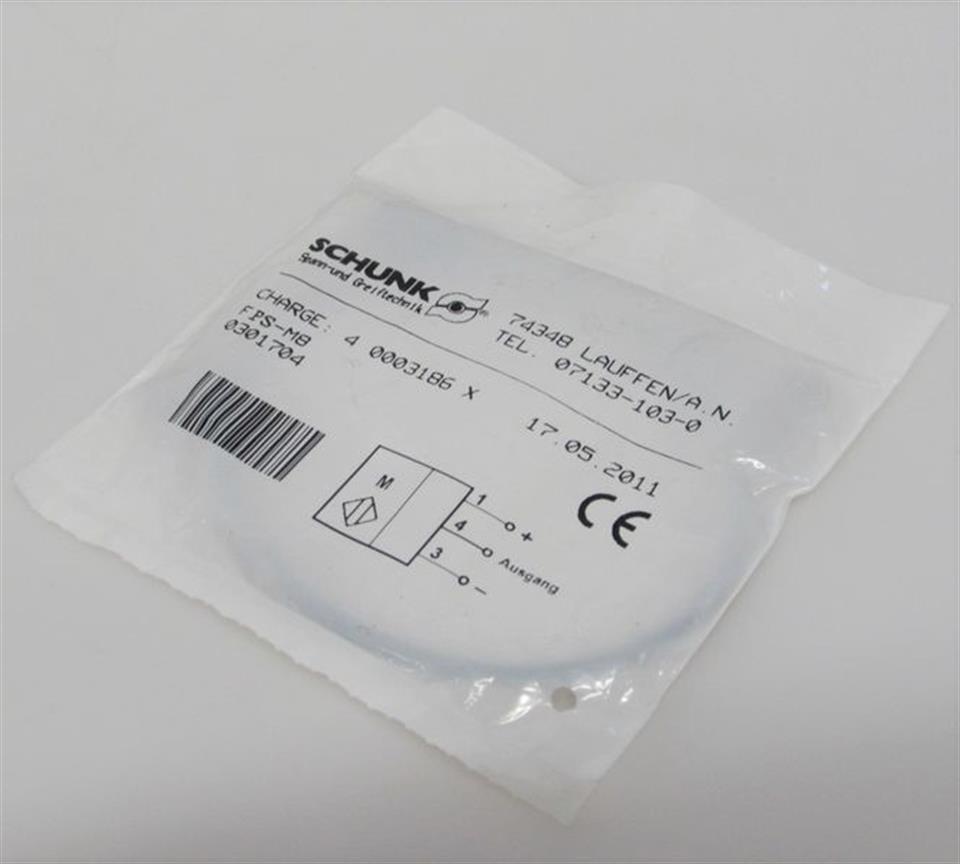 SCHUNK ®
Spann-und Greiftechnik
74348 LAUFFEN/A.N.
TEL. 07133-103-0
CHARGE: 4 0003186 X
17.05.2011
FPS-M8
0301704
CE
M
1
+
4
Ausgang
3
–